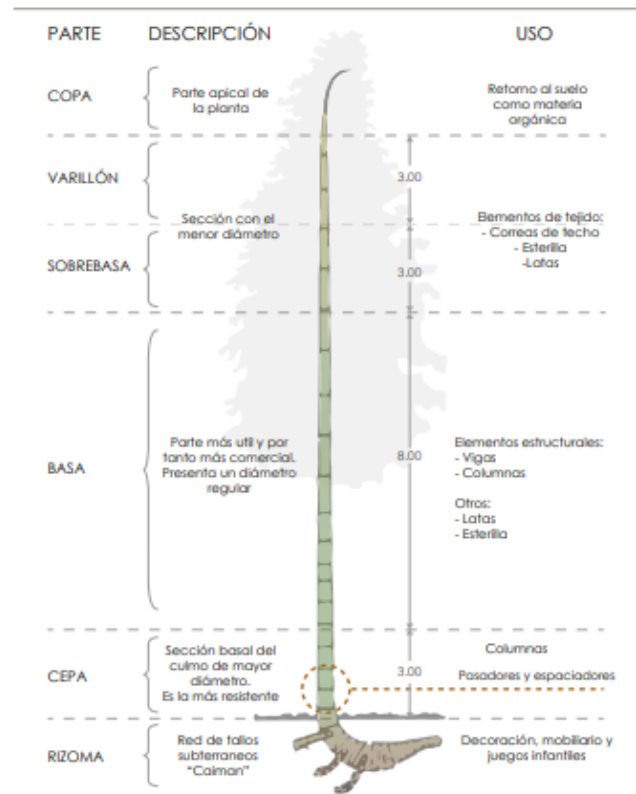 PARTE
DESCRIPCIÓN
USO
COPA
Parte apical de
la planta
Retorno al suelo
como materia
orgánica
VARILLÓN
3.00
Sección con el
menor diámetro
Elementos de tejido:
- Correas de techo
- Esterilla
-Latas
SOBREBASA
3.00
BASA
Parte más util y por
tanto más comercial.
Presenta un diámetro
regular
8.00
Elementos estructurales:
- Vigas
- Columnas
Otros:
- Latas
- Esterilla
CEPA
Sección basal del
culmo de mayor
diámetro.
Es la más resistente
3.00
Columnas
Pasadores y espaciadores
RIZOMA
Red de tallos
subterraneos
"Caiman"
Decoración, mobiliario y
juegos infantiles